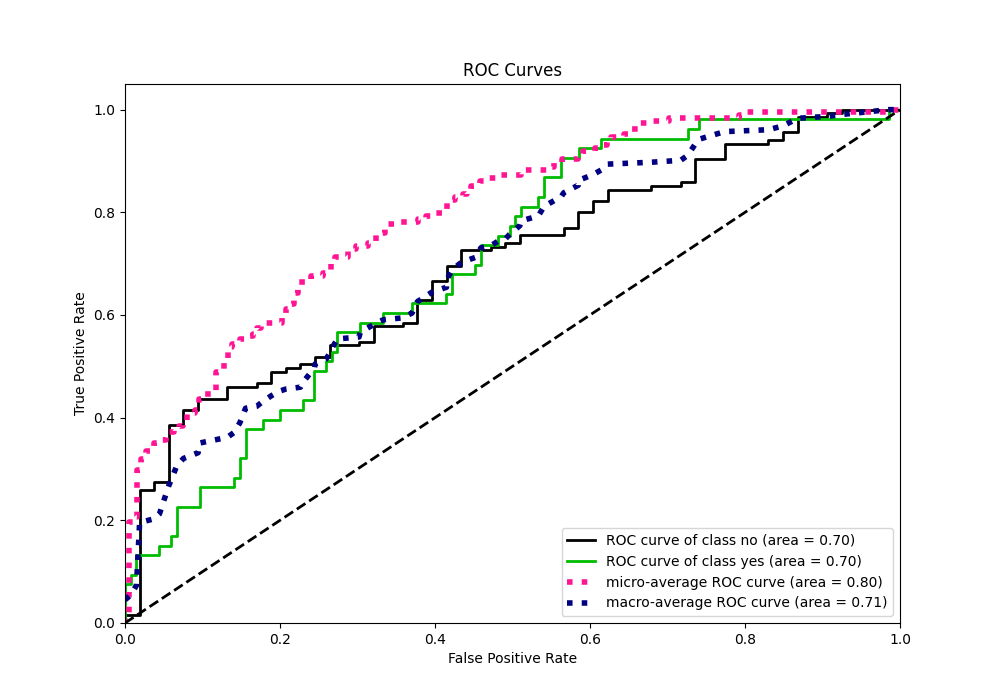 ROC Curves
True Positive Rate
1.0
0.8
0.6
0.4
0.2
0.0
0.0 0.2 0.4 0.6 0.8 1.0
False Positive Rate
ROC curve of class no (area = 0.70)
ROC curve of class yes (area = 0.70)
micro-average ROC curve (area = 0.80)
macro-average ROC curve (area = 0.71)